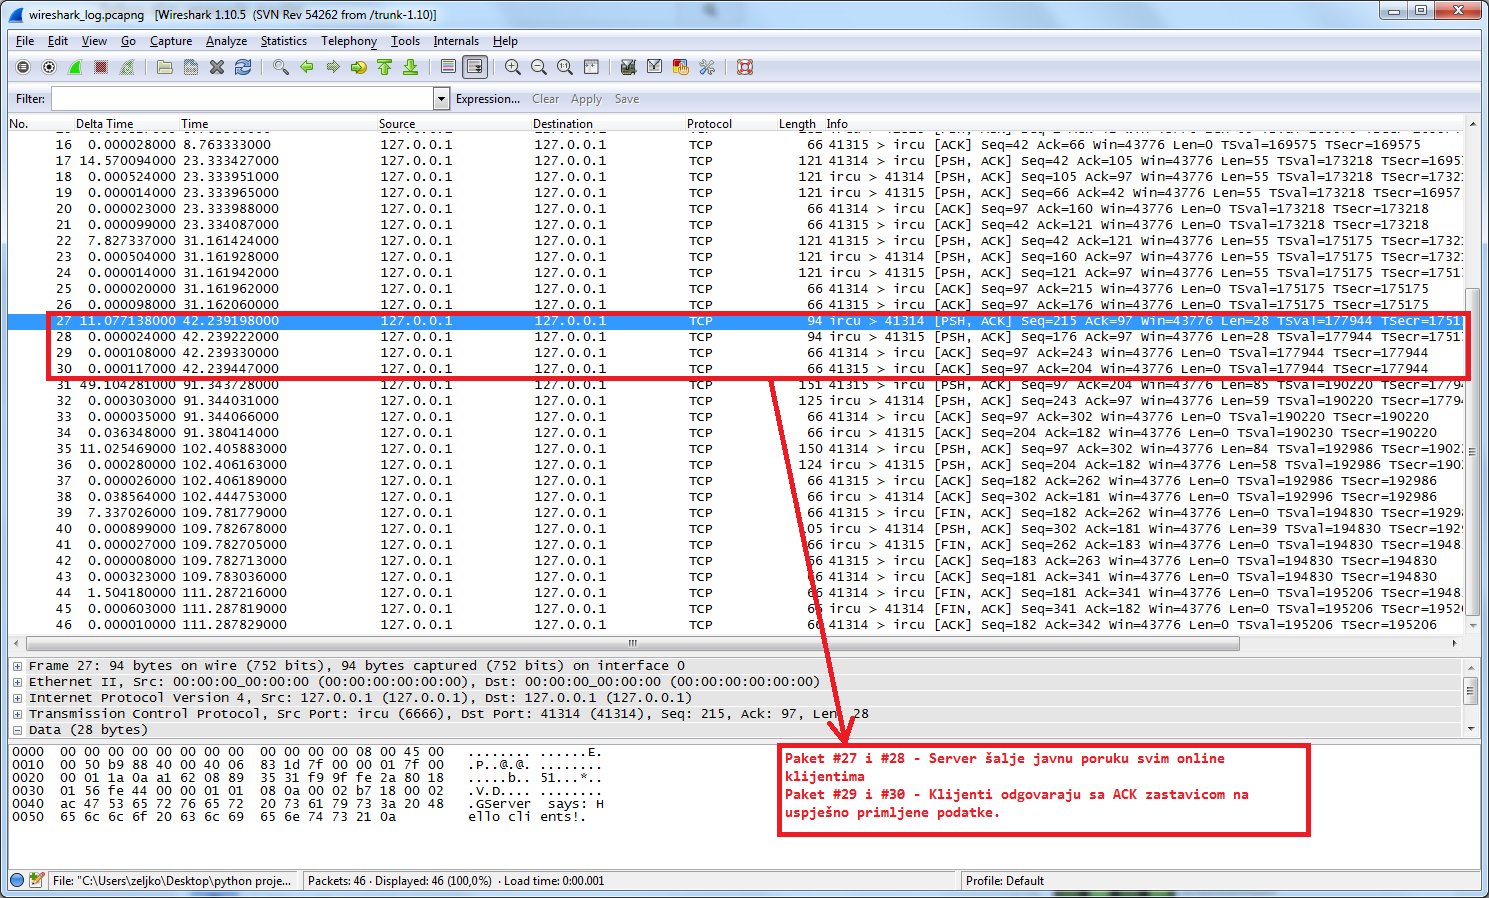 wireshark_log.pcapng [Wireshark 1.10.5 (SVN Rev 54262 from /trunk-1.10)]
File Edit View Go Capture Analyze Statistics Telephony Tools Internals Help
Filter: Expression... Clear Apply Save
No. Delta Time Time Source Destination Protocol Length Info
16 0.000028000 8.763333000 127.0.0.1 127.0.0.1 TCP 66 41315 > ircu [ACK] Seq=42 Ack=66 Win=43776 Len=0 TSval=169575 TSecr=169575
17 14.570094000 23.333427000 127.0.0.1 127.0.0.1 TCP 121 41314 > ircu [PSH, ACK] Seq=42 Ack=105 Win=43776 Len=55 TSval=173218 TSecr=1695
18 0.000524000 23.333951000 127.0.0.1 127.0.0.1 TCP 121 ircu > 41314 [PSH, ACK] Seq=105 Ack=97 Win=43776 Len=55 TSval=173218 TSecr=1732
19 0.000014000 23.333965000 127.0.0.1 127.0.0.1 TCP 121 ircu > 41315 [PSH, ACK] Seq=66 Ack=42 Win=43776 Len=55 TSval=173218 TSecr=16957
20 0.000023000 23.333988000 127.0.0.1 127.0.0.1 TCP 66 41314 > ircu [ACK] Seq=97 Ack=160 Win=43776 Len=0 TSval=173218 TSecr=173218
21 0.000099000 23.334087000 127.0.0.1 127.0.0.1 TCP 66 41315 > ircu [ACK] Seq=42 Ack=121 Win=43776 Len=0 TSval=173218 TSecr=173218
22 7.827337000 31.161424000 127.0.0.1 127.0.0.1 TCP 121 41315 > ircu [PSH, ACK] Seq=42 Ack=121 Win=43776 Len=55 TSval=175175 TSecr=1732
23 0.000504000 31.161928000 127.0.0.1 127.0.0.1 TCP 121 ircu > 41314 [PSH, ACK] Seq=160 Ack=97 Win=43776 Len=55 TSval=175175 TSecr=1732
24 0.000014000 31.161942000 127.0.0.1 127.0.0.1 TCP 121 ircu > 41315 [PSH, ACK] Seq=121 Ack=97 Win=43776 Len=55 TSval=175175 TSecr=1751
25 0.000020000 31.161962000 127.0.0.1 127.0.0.1 TCP 66 41314 > ircu [ACK] Seq=97 Ack=215 Win=43776 Len=0 TSval=175175 TSecr=175175
26 0.000098000 31.162060000 127.0.0.1 127.0.0.1 TCP 66 41315 > ircu [ACK] Seq=97 Ack=176 Win=43776 Len=0 TSval=175175 TSecr=175175
27 11.077138000 42.239198000 127.0.0.1 127.0.0.1 TCP 94 ircu > 41314 [PSH, ACK] Seq=215 Ack=97 Win=43776 Len=28 TSval=177944 TSecr=1751
28 0.000024000 42.239222000 127.0.0.1 127.0.0.1 TCP 94 ircu > 41315 [PSH, ACK] Seq=176 Ack=97 Win=43776 Len=28 TSval=177944 TSecr=1751
29 0.000108000 42.239330000 127.0.0.1 127.0.0.1 TCP 66 41314 > ircu [ACK] Seq=97 Ack=243 Win=43776 Len=0 TSval=177944 TSecr=177944
30 0.000117000 42.239447000 127.0.0.1 127.0.0.1 TCP 66 41315 > ircu [ACK] Seq=97 Ack=204 Win=43776 Len=0 TSval=177944 TSecr=177944
31 49.104281000 91.343728000 127.0.0.1 127.0.0.1 TCP 151 41315 > ircu [PSH, ACK] Seq=97 Ack=204 Win=43776 Len=85 TSval=190220 TSecr=1779
32 0.000303000 91.344031000 127.0.0.1 127.0.0.1 TCP 125 ircu > 41314 [PSH, ACK] Seq=243 Ack=97 Win=43776 Len=59 TSval=190220 TSecr=1779
33 0.000035000 91.344066000 127.0.0.1 127.0.0.1 TCP 66 41314 > ircu [ACK] Seq=97 Ack=302 Win=43776 Len=0 TSval=190220 TSecr=190220
34 0.036348000 91.380414000 127.0.0.1 127.0.0.1 TCP 66 ircu > 41315 [ACK] Seq=204 Ack=182 Win=43776 Len=0 TSval=190230 TSecr=190220
35 11.025469000 102.405883000 127.0.0.1 127.0.0.1 TCP 150 41314 > ircu [PSH, ACK] Seq=97 Ack=302 Win=43776 Len=84 TSval=192986 TSecr=1902
36 0.000280000 102.406163000 127.0.0.1 127.0.0.1 TCP 124 ircu > 41315 [PSH, ACK] Seq=204 Ack=182 Win=43776 Len=58 TSval=192986 TSecr=190
37 0.000026000 102.406189000 127.0.0.1 127.0.0.1 TCP 66 41315 > ircu [ACK] Seq=182 Ack=262 Win=43776 Len=0 TSval=192986 TSecr=192986
38 0.038564000 102.444753000 127.0.0.1 127.0.0.1 TCP 66 ircu > 41314 [ACK] Seq=302 Ack=181 Win=43776 Len=0 TSval=192996 TSecr=192986
39 7.337026000 109.781779000 127.0.0.1 127.0.0.1 TCP 66 41315 > ircu [FIN, ACK] Seq=182 Ack=262 Win=43776 Len=0 TSval=194830 TSecr=1929
40 0.000899000 109.782678000 127.0.0.1 127.0.0.1 TCP 105 ircu > 41314 [PSH, ACK] Seq=302 Ack=181 Win=43776 Len=39 TSval=194830 TSecr=192
41 0.000027000 109.782705000 127.0.0.1 127.0.0.1 TCP 66 ircu > 41315 [FIN, ACK] Seq=262 Ack=183 Win=43776 Len=0 TSval=194830 TSecr=1948
42 0.000008000 109.782713000 127.0.0.1 127.0.0.1 TCP 66 41315 > ircu [ACK] Seq=183 Ack=263 Win=43776 Len=0 TSval=194830 TSecr=194830
43 0.000323000 109.783036000 127.0.0.1 127.0.0.1 TCP 66 41314 > ircu [ACK] Seq=181 Ack=341 Win=43776 Len=0 TSval=194830 TSecr=194830
44 1.504180000 111.287216000 127.0.0.1 127.0.0.1 TCP 66 41314 > ircu [FIN, ACK] Seq=181 Ack=341 Win=43776 Len=0 TSval=195206 TSecr=1948
45 0.000603000 111.287819000 127.0.0.1 127.0.0.1 TCP 66 ircu > 41314 [FIN, ACK] Seq=341 Ack=182 Win=43776 Len=0 TSval=195206 TSecr=1952
46 0.000010000 111.287829000 127.0.0.1 127.0.0.1 TCP 66 41314 > ircu [ACK] Seq=182 Ack=342 Win=43776 Len=0 TSval=195206 TSecr=195206
Frame 27: 94 bytes on wire (752 bits), 94 bytes captured (752 bits) on interface 0
Ethernet II, Src: 00:00:00_00:00:00 (00:00:00:00:00:00), Dst: 00:00:00_00:00:00 (00:00:00:00:00:00)
Internet Protocol Version 4, Src: 127.0.0.1 (127.0.0.1), Dst: 127.0.0.1 (127.0.0.1)
Transmission Control Protocol, Src Port: ircu (6666), Dst Port: 41314 (41314), Seq: 215, Ack: 97, Len: 28
Data (28 bytes)
0000 00 00 00 00 00 00 00 00 00 00 00 00 08 00 45 00 ........ ......E.
0010 00 50 b9 88 40 00 40 06 83 1d 7f 00 00 01 7f 00 .P..@.@. ........
0020 00 01 1a 0a a1 62 08 89 35 31 f9 9f fe 2a 80 18 .....b.. 51...*..
0030 01 56 fe 44 00 00 01 01 08 0a 00 02 b7 18 00 02 .V.D.... ........
0040 ac 47 53 65 72 76 65 72 20 73 61 79 73 3a 20 48 .GServer says: H
0050 65 6c 6c 6f 20 63 6c 69 65 6e 74 73 21 0a ello cli ents!.
Paket #27 i #28 - Server šalje javnu poruku svim online
klijentima
Paket #29 i #30 - Klijenti odgovaraju sa ACK zastavicom na
uspješno primljene podatke.
File: "C:\Users\zeljko\Desktop\python proje... Packets: 46 · Displayed: 46 (100,0%) · Load time: 0:00.001 Profile: Default